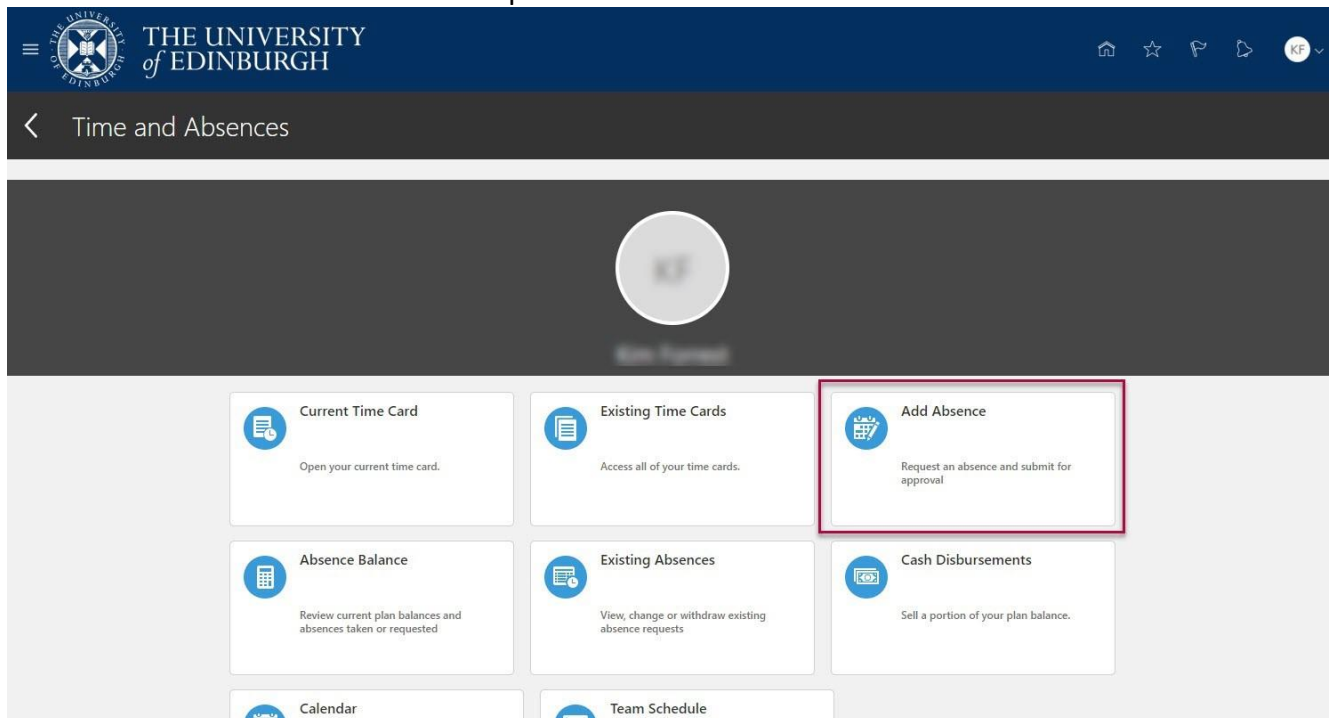 THE UNIVERSITY
of EDINBURGH
KF
Time and Absences
Current Time Card
Open your current time card.
Existing Time Cards
Access all of your time cards.
Add Absence
Request an absence and submit for
approval
Absence Balance
Review current plan balances and
absences taken or requested
Existing Absences
View, change or withdraw existing
absence requests
Cash Disbursements
Sell a portion of your plan balance.
Calendar
Team Schedule